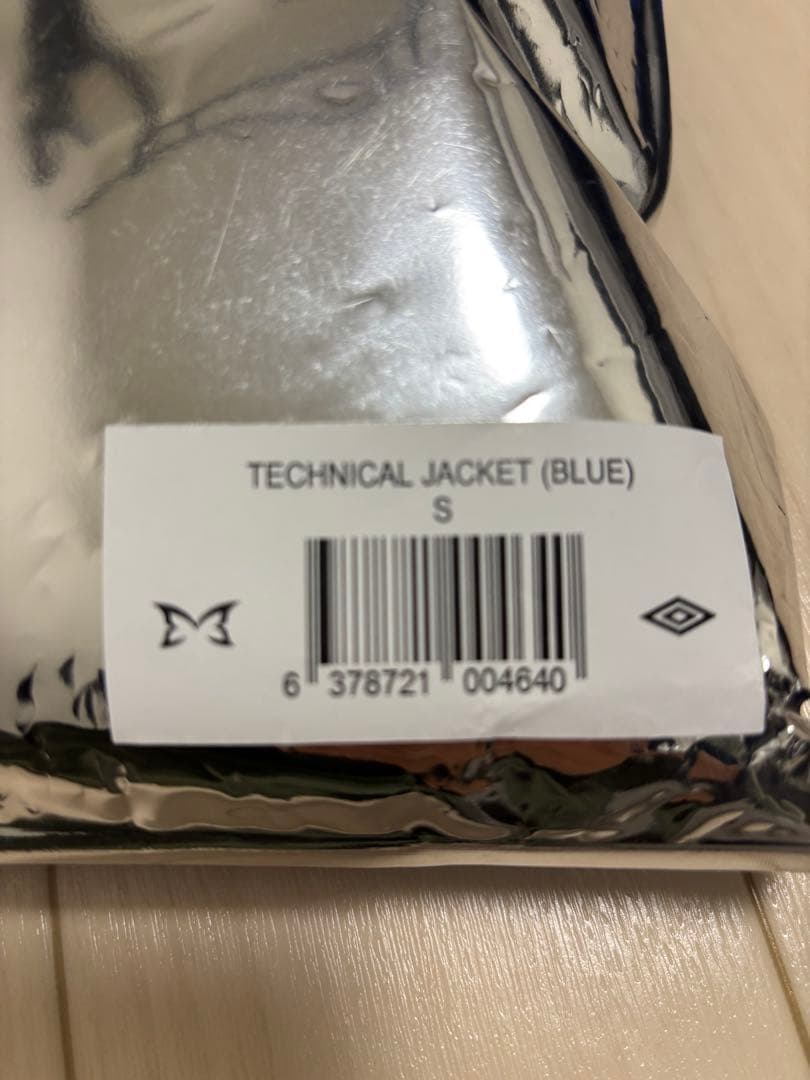 TECHNICAL JACKET (BLUE)
S
6 378721 004640